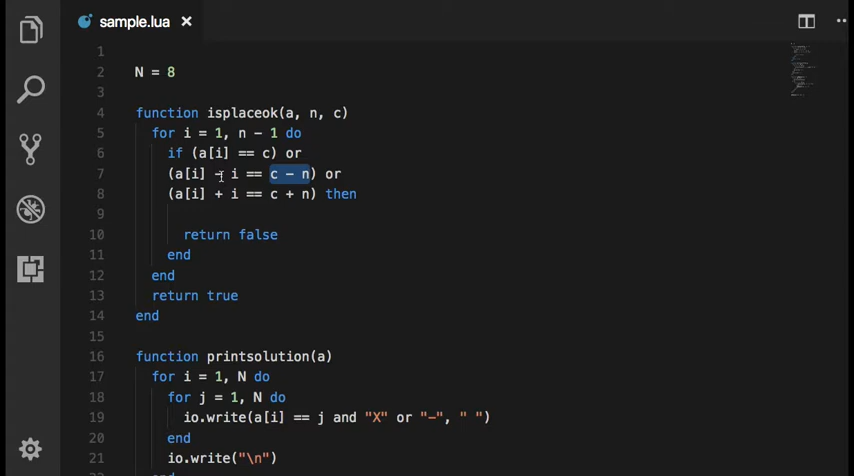 sample.lua ×
1
2 N = 8
3
4 function isplaceok(a, n, c)
5 for i = 1, n - 1 do
6 if (a[i] == c) or
7 (a[i] - i == c - n) or
8 (a[i] + i == c + n) then
9
10 return false
11 end
12 end
13 return true
14 end
15
16 function printsolution(a)
17 for i = 1, N do
18 for j = 1, N do
19 io.write(a[i] == j and "X" or "-", " ")
20 end
21 io.write("\n")